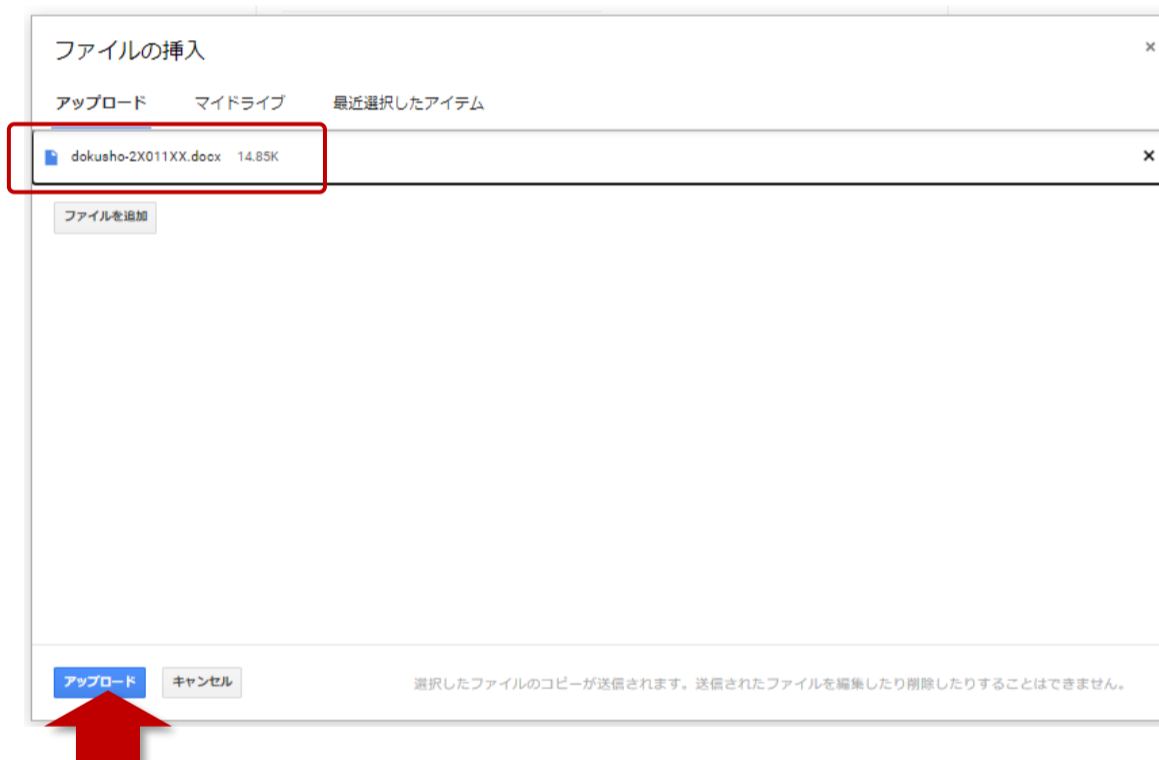 ファイルの挿入
アップロード マイドライブ 最近選択したアイテム
dokusho-2X011XX.docx 14.85K
ファイルを追加
アップロード キャンセル 選択したファイルのコピーが送信されます。送信されたファイルを編集したり削除したりすることはできません。